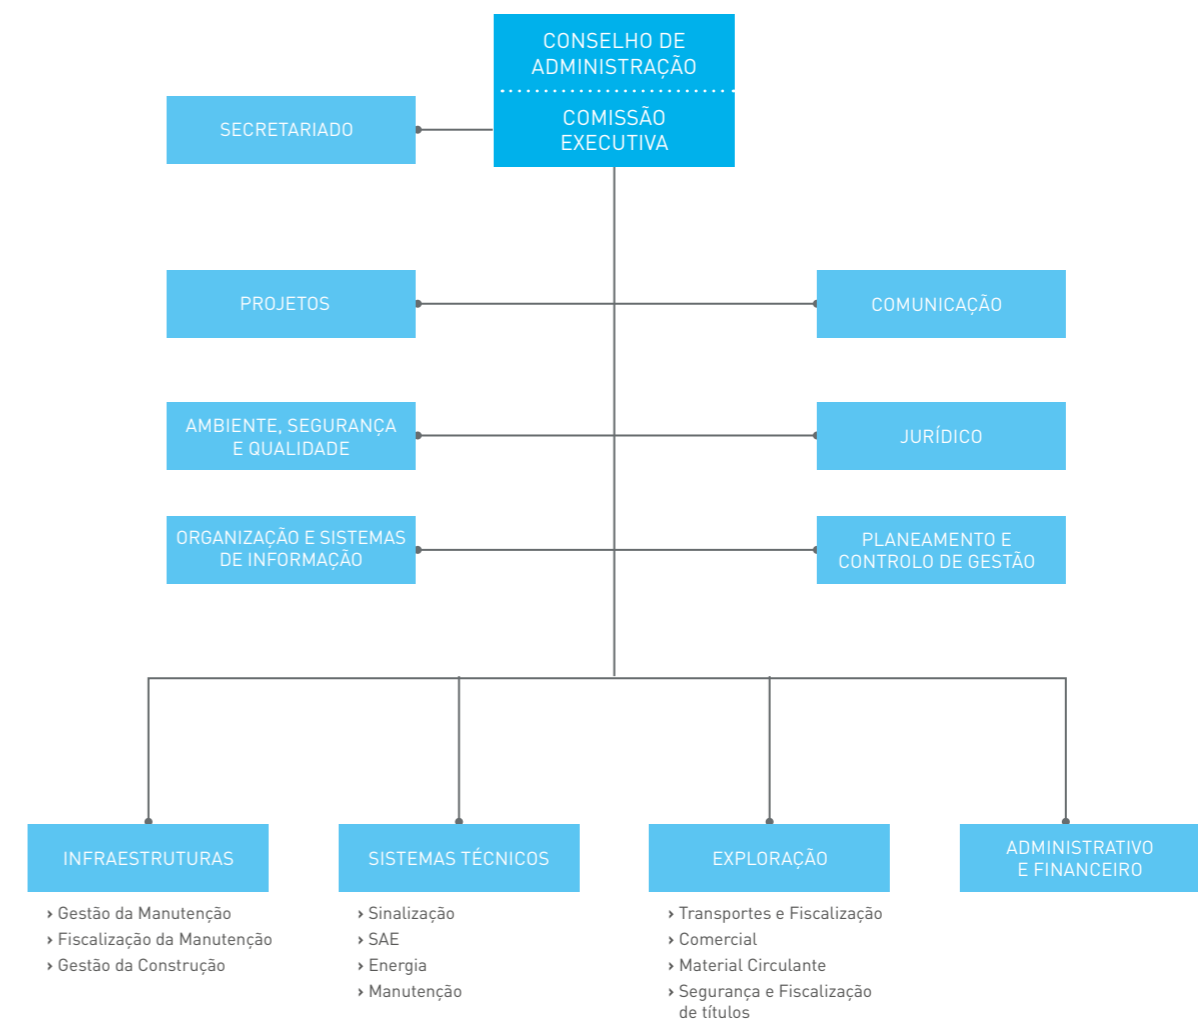 CONSELHO DE
ADMINISTRAÇÃO
COMISSÃO
EXECUTIVA
SECRETARIADO
PROJETOS
COMUNICAÇÃO
AMBIENTE, SEGURANÇA
E QUALIDADE
JURÍDICO
ORGANIZAÇÃO E SISTEMAS
DE INFORMAÇÃO
PLANEAMENTO E
CONTROLO DE GESTÃO
INFRAESTRUTURAS
› Gestão da Manutenção
› Fiscalização da Manutenção
› Gestão da Construção
SISTEMAS TÉCNICOS
› Sinalização
› SAE
› Energia
› Manutenção
EXPLORAÇÃO
› Transportes e Fiscalização
› Comercial
› Material Circulante
› Segurança e Fiscalização
de títulos
ADMINISTRATIVO
E FINANCEIRO